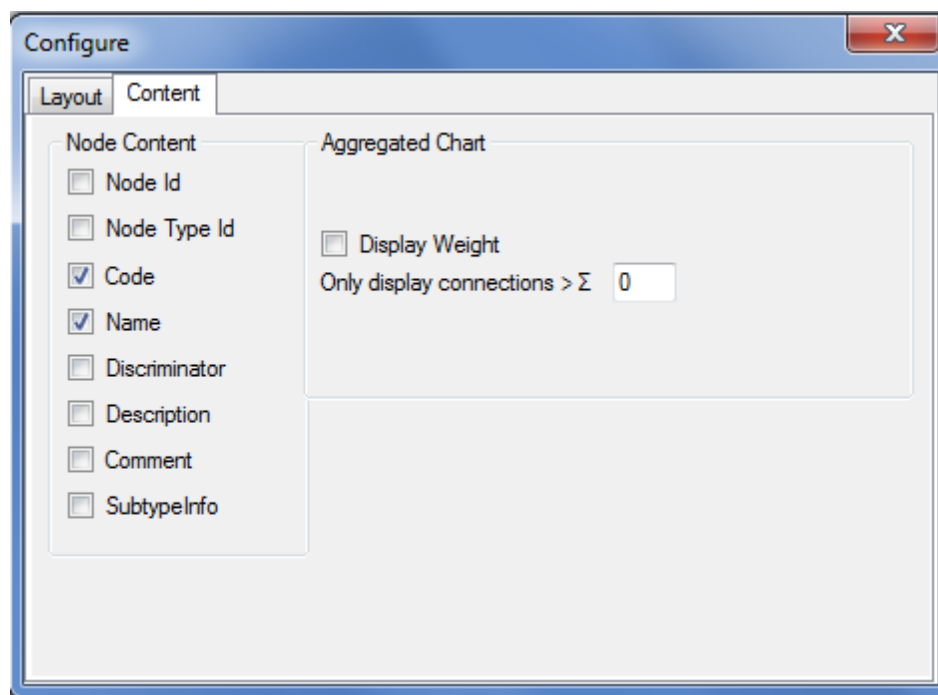 Configure
Layout Content
Node Content
Node Id
Node Type Id
Code
Name
Discriminator
Description
Comment
SubtypeInfo
Aggregated Chart
Display Weight
Only display connections > Σ 0